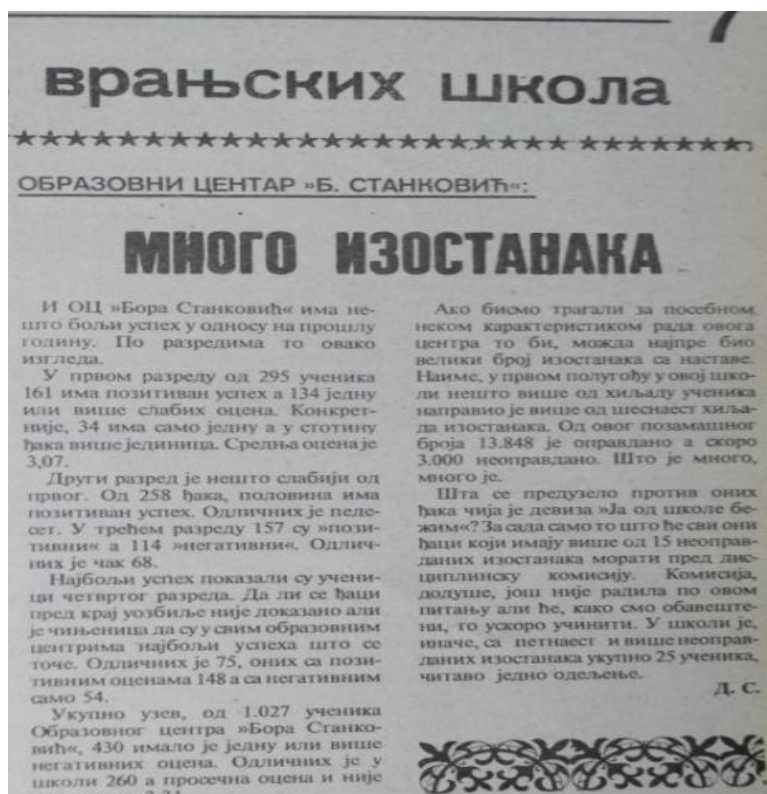 7
врањских школа
ОБРАЗОВНИ ЦЕНТАР »Б. СТАНКОВИЋ«:
МНОГО ИЗОСТАНАКА
И ОЦ »Бора Станковић« има не-
што бољи успех у односу на прошлу
годину. По разредима то овако
изгледа.
У првом разреду од 295 ученика
161 има позитиван успех а 134 једну
или више слабих оцена. Конкрет-
није, 34 има само једну а у стотину
ђака више јединица. Средња оцена је
3,07.
Други разред је нешто слабији од
првог. Од 258 ђака, половина има
позитиван успех. Одличних је педе-
сет. У трећем разреду 157 су »пози-
тивни« а 114 »негативни«. Одлич-
них је чак 68.
Најбољи успех показали су учени-
ци четвртог разреда. Да ли се ђаци
пред крај уозбиље није доказано али
је чињеница да су у свим образовним
центрима најбољи успеха што се
точе. Одличних је 75, оних са пози-
тивним оценама 148 а са негативним
само 54.
Укупно узев, од 1.027 ученика
Образовног центра »Бора Станко-
вић«, 430 имало је једну или више
негативних оцена. Одличних је у
школи 260 а просечна оцена и није
Ако бисмо трагали за посебном
неком карактеристиком рада овога
центра то би, можда најпре био
велики број изостанака са наставе.
Наиме, у првом полугођу у овој шко-
ли нешто више од хиљаду ученика
направио је више од шеснаест хиља-
да изостанака. Од овог позамашног
броја 13.848 је оправдано а скоро
3.000 неоправдано. Што је много,
много је.
Шта се предузело против оних
ђака чија је девиза »Ја од школе бе-
жим«? За сада само то што ће сви они
ђаци који имају више од 15 неоправ-
даних изостанака морати пред дис-
циплинску комисију. Комисија,
додуше, још није радила по овом
питању али ће, како смо обавеште-
ни, то ускоро учинити. У школи је,
иначе, са петнаест и више неоправ-
даних изостанака укупно 25 ученика,
читаво једно одељење.
Д. С.